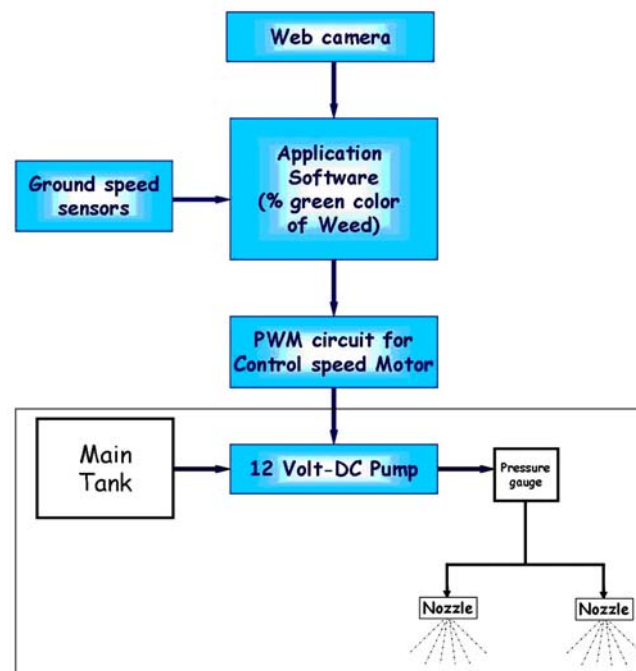 Web camera
Application
Software
(% green color
of Weed)
Ground speed
sensors
PWM circuit for
Control speed Motor
Main
Tank
12 Volt-DC Pump
Pressure
gauge
Nozzle
Nozzle